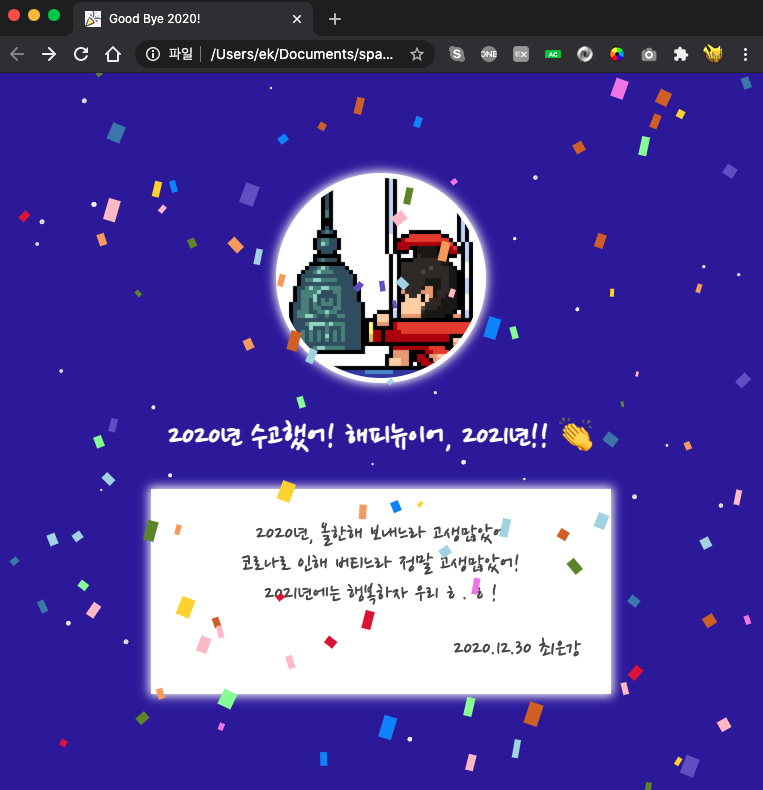 Good Bye 2020!
파일
/Users/ek/Documents/spa...
S
ONE
EX
AC
2020년 수고했어! 해피뉴이어, 2021년!! 👏
2020년, 올한해 보내느라 고생많았어
코로나로 인해 버티느라 정말 고생많았어!
2021년에는 행복하자 우리 ㅎ . ㅎ !
2020.12.30 최은강